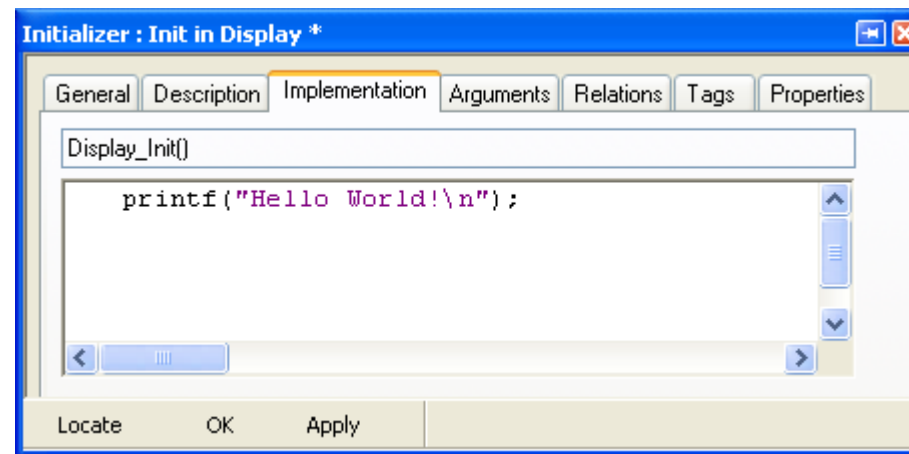 Initializer : Init in Display *
General Description Implementation Arguments Relations Tags Properties
Display_Init()
printf("Hello World!\n");
Locate OK Apply